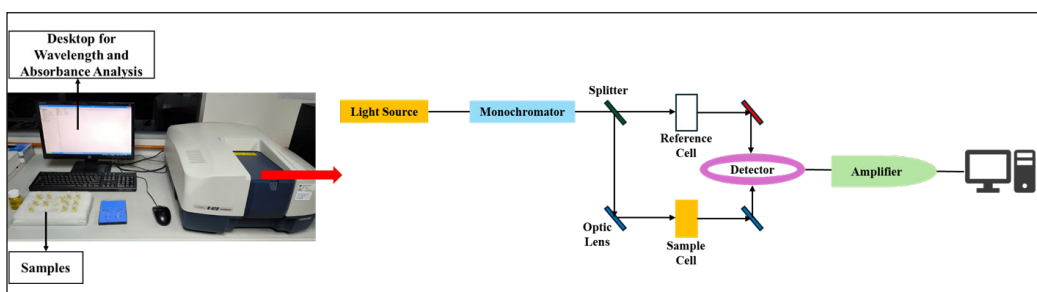 Desktop for
Wavelength and
Absorbance Analysis
Samples
Light Source
Monochromator
Splitter
Reference
Cell
Optic
Lens
Sample
Cell
Detector
Amplifier